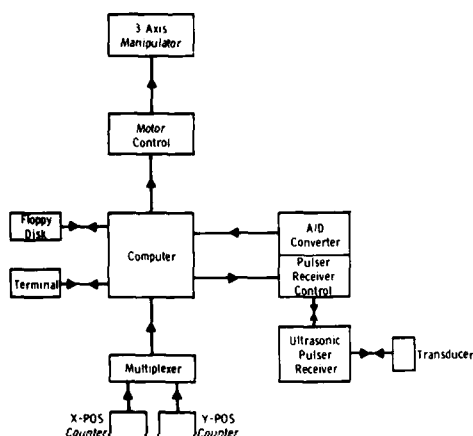 3 Axis
Manipulator
Motor
Control
Floppy
Disk
Terminal
Computer
A/D
Converter
Pulser
Receiver
Control
Ultrasonic
Pulser
Receiver
Transducer
Multiplexer
X-POS
Counter
Y-POS
Counter